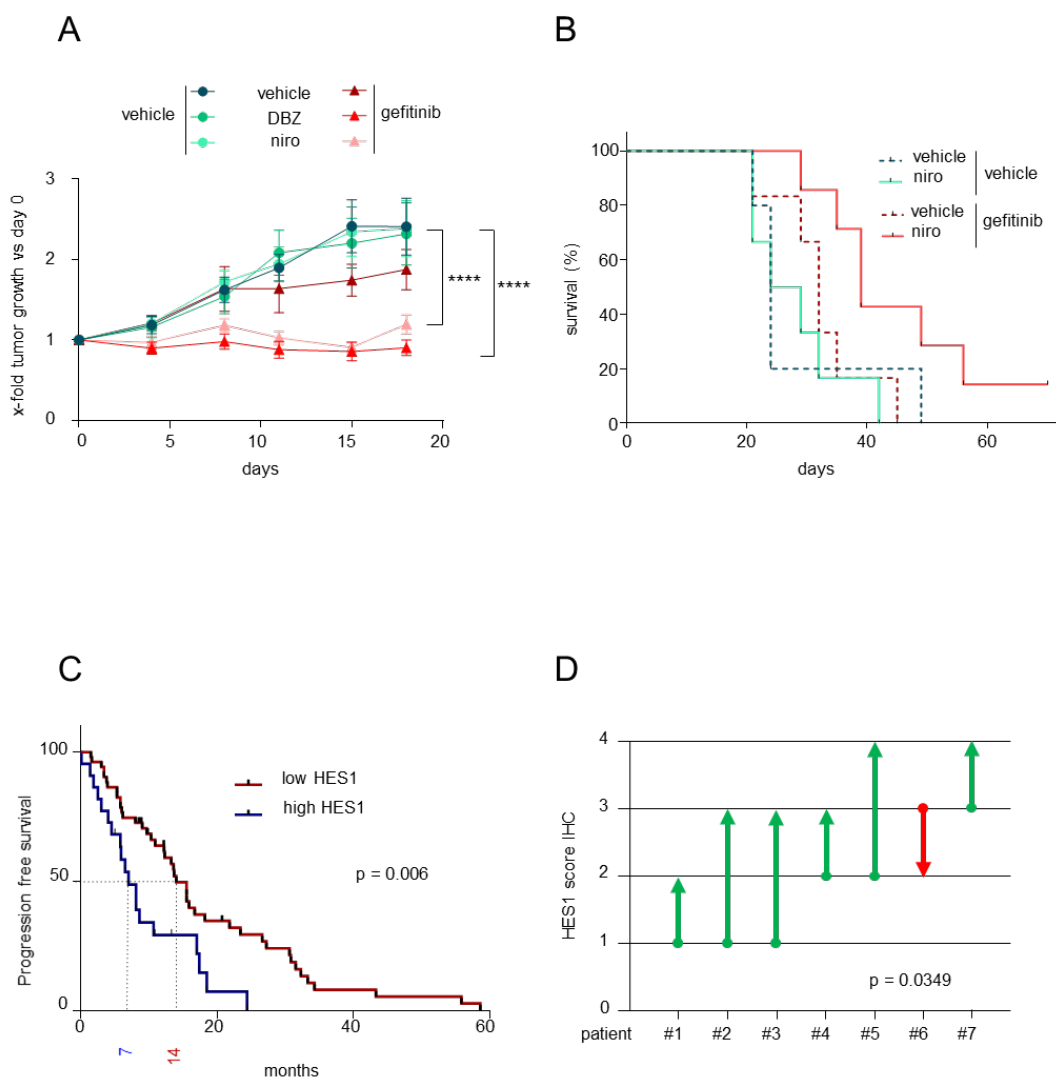 A
vehicle
DBZ
niro
vehicle
gefitinib
x-fold tumor growth vs day 0
3
2
1
0
0
5
10
15
20
days
****
****
B
vehicle
niro
vehicle
vehicle
niro
gefitinib
survival (%)
100
80
60
40
20
0
0
20
40
60
days
C
low HES1
high HES1
p = 0.006
Progression free survival
100
50
0
0
20
40
60
7
14
months
D
HES1 score IHC
4
3
2
1
0
p = 0.0349
patient #1 #2 #3 #4 #5 #6 #7